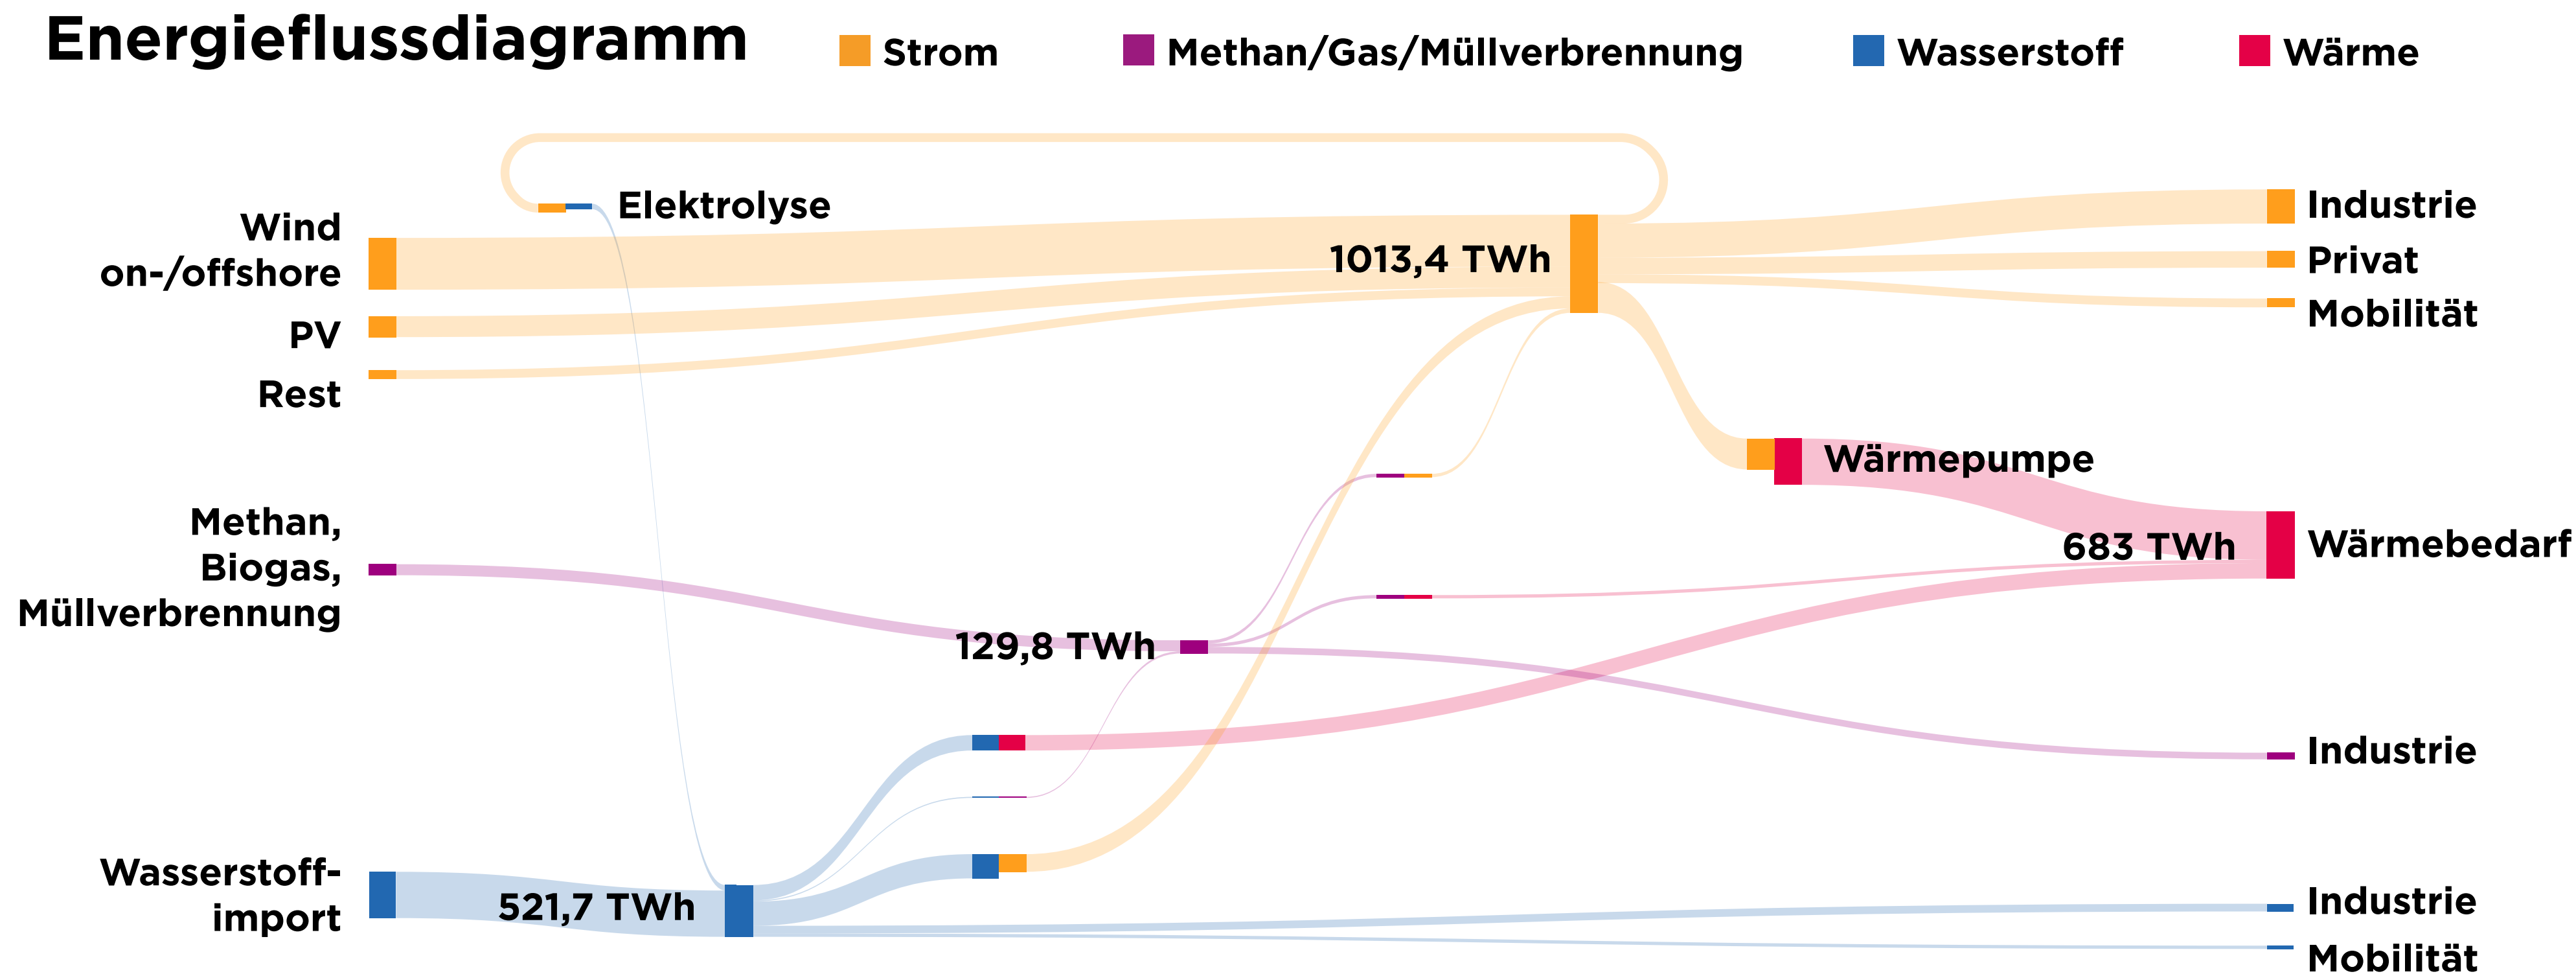 Energieflussdiagramm
Strom
Methan/Gas/Müllverbrennung
Wasserstoff
Wärme
Elektrolyse
Wind
on-/offshore
PV
Rest
1013,4 TWh
Industrie
Privat
Mobilität
Wärmepumpe
Methan,
Biogas,
Müllverbrennung
129,8 TWh
683 TWh
Wärmebedarf
Industrie
Wasserstoff-
import
521,7 TWh
Industrie
Mobilität